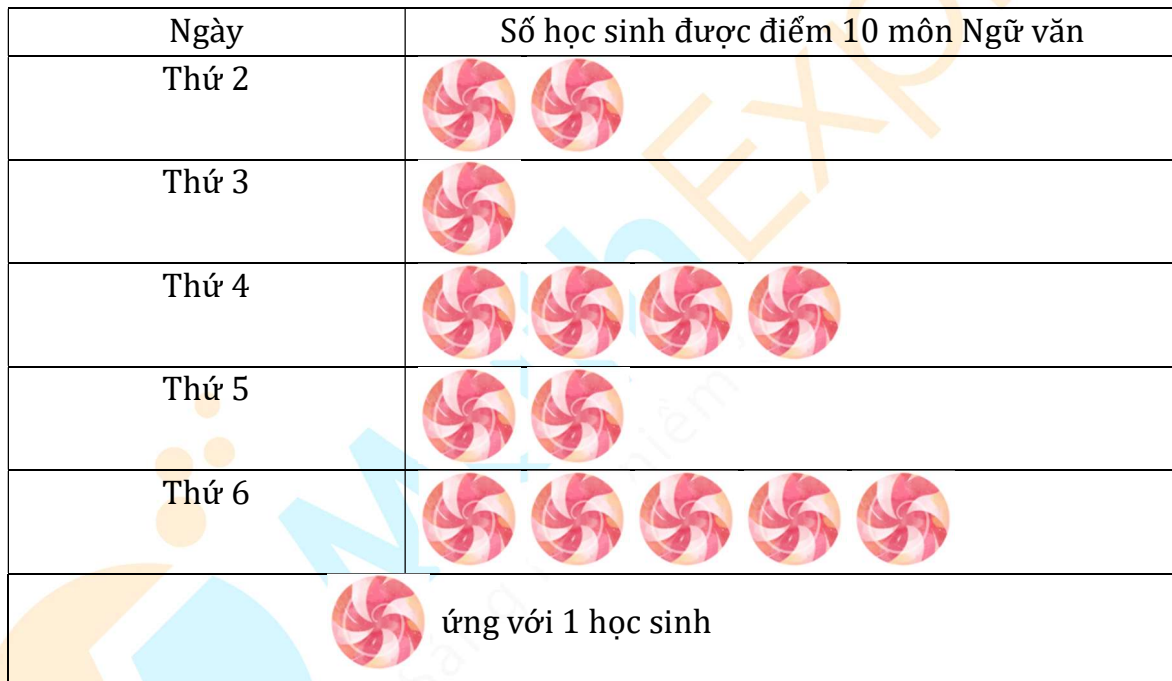 Ngày Số học sinh được điểm 10 môn Ngữ văn
Thứ 2
Thứ 3
Thứ 4
Thứ 5
Thứ 6
ứng với 1 học sinh